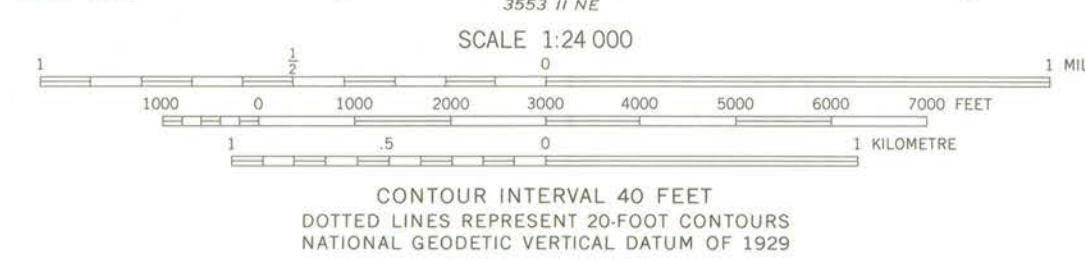 3553 II NE
SCALE 1:24 000
1 ½ 0 1 MIL
1000 0 1000 2000 3000 4000 5000 6000 7000 FEET
1 .5 0 1 KILOMETRE
CONTOUR INTERVAL 40 FEET
DOTTED LINES REPRESENT 20-FOOT CONTOURS
NATIONAL GEODETIC VERTICAL DATUM OF 1929